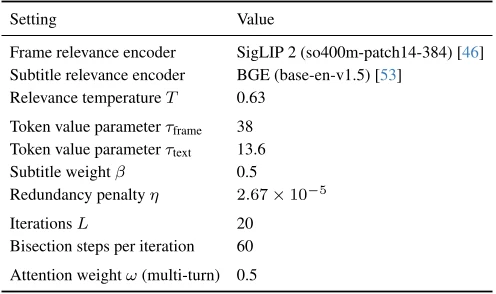 Setting Value
Frame relevance encoder SigLIP 2 (so400m-patch14-384) [46]
Subtitle relevance encoder BGE (base-en-v1.5) [53]
Relevance temperature T 0.63
Token value parameter τframe 38
Token value parameter τtext 13.6
Subtitle weight β 0.5
Redundancy penalty η 2.67 × 10⁻⁵
Iterations L 20
Bisection steps per iteration 60
Attention weight ω (multi-turn) 0.5